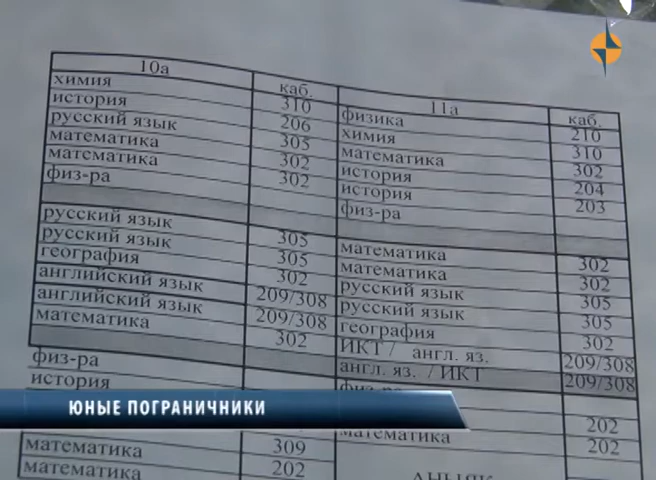 10а каб. 11а каб.
химия 310 физика 210
история 206 химия 310
русский язык 305 математика 302
математика 302 история 204
математика 302 история 203
физ-ра физ-ра
русский язык 305 математика 302
русский язык 305 математика 302
география 302 русский язык 305
английский язык 209/308 русский язык 305
английский язык 209/308 география 302
математика 302 ИКТ / англ. яз. 209/308
англ. яз. / ИКТ 209/308
физ-ра физ-ра
история 202
ЮНЫЕ ПОГРАНИЧНИКИ
математика 202
математика 309
математика 202